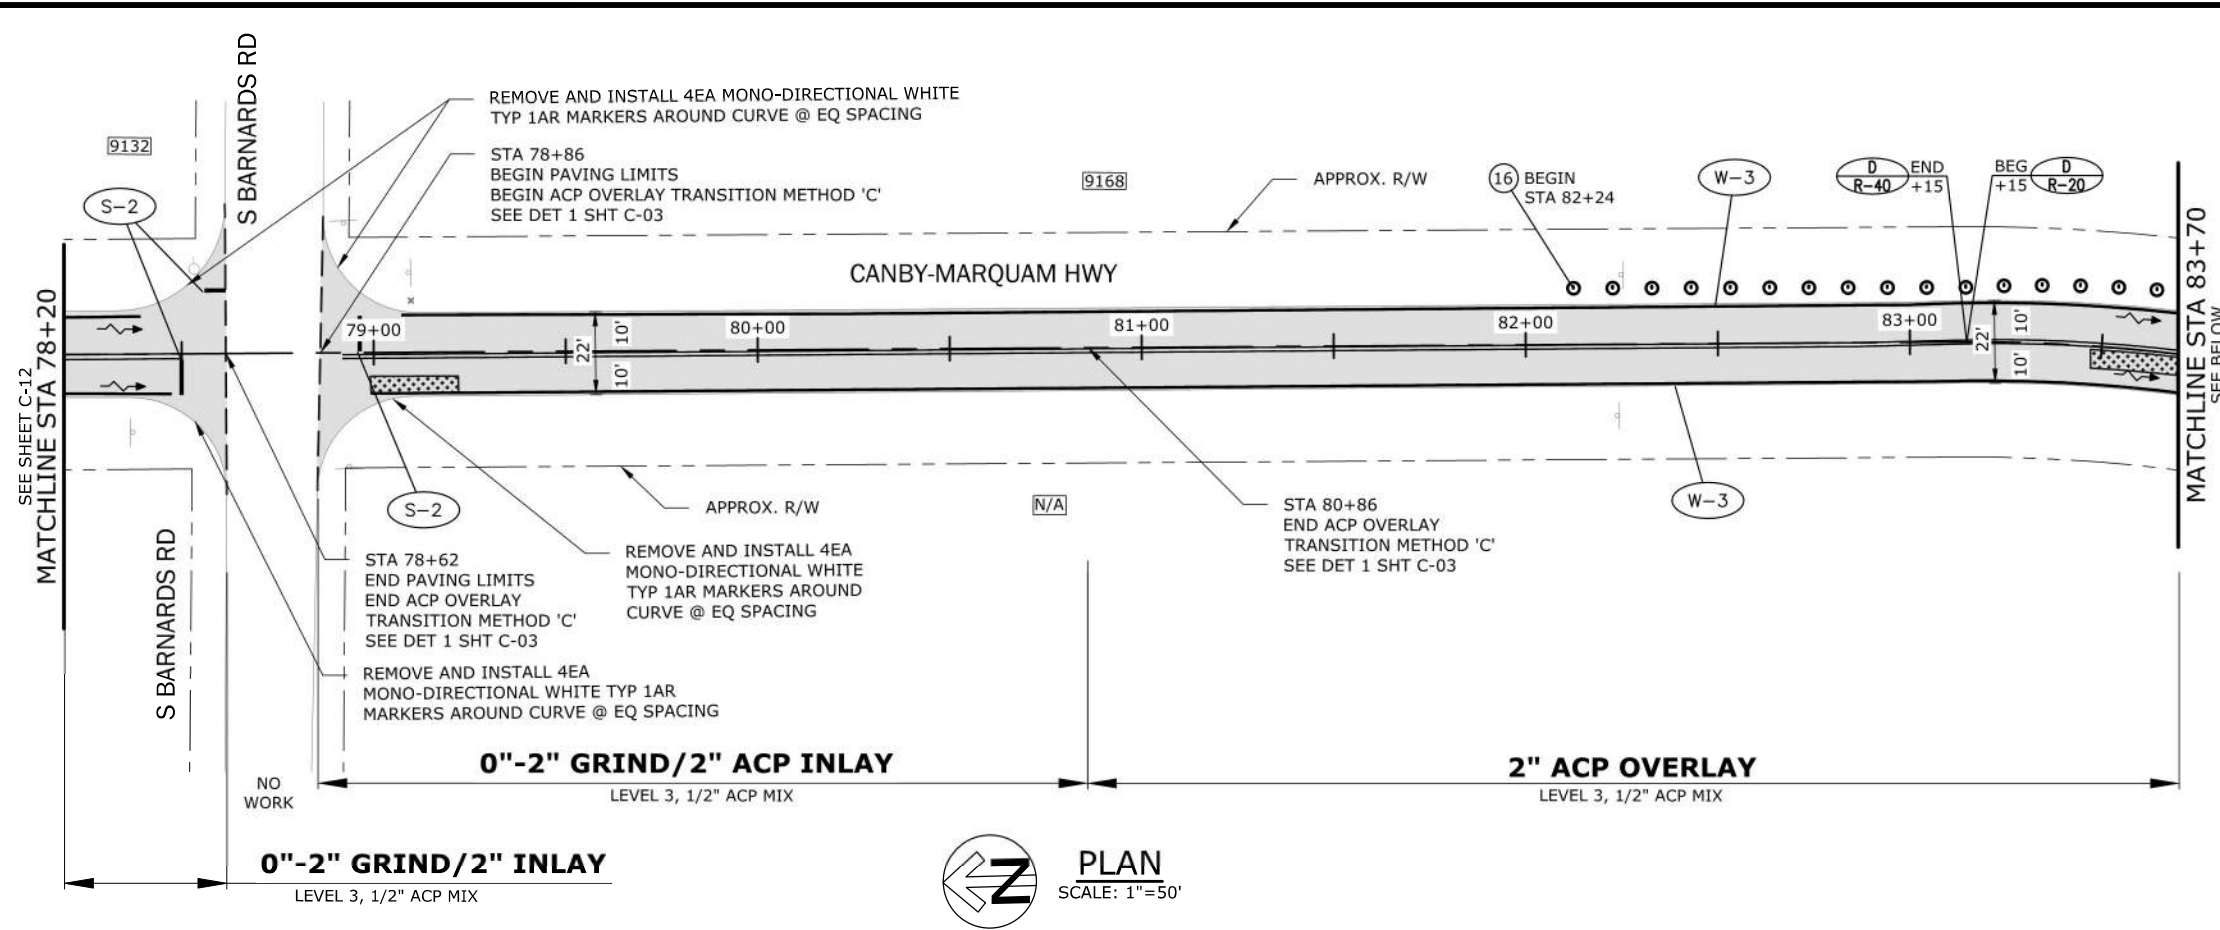 S BARNARDS RD
REMOVE AND INSTALL 4EA MONO-DIRECTIONAL WHITE
TYP 1AR MARKERS AROUND CURVE @ EQ SPACING
9132
STA 78+86
BEGIN PAVING LIMITS
BEGIN ACP OVERLAY TRANSITION METHOD 'C'
SEE DET 1 SHT C-03
S-2
9168
APPROX. R/W
16 BEGIN
STA 82+24
W-3
D
R-40
END
+15
BEG
+15
D
R-20
CANBY-MARQUAM HWY
SEE SHEET C-12
MATCHLINE STA 78+20
MATCHLINE STA 83+70
SEE BELOW
79+00
80+00
81+00
82+00
83+00
22'
10'
10'
22'
10'
10'
S-2
APPROX. R/W
N/A
W-3
STA 80+86
END ACP OVERLAY
TRANSITION METHOD 'C'
SEE DET 1 SHT C-03
S BARNARDS RD
STA 78+62
END PAVING LIMITS
END ACP OVERLAY
TRANSITION METHOD 'C'
SEE DET 1 SHT C-03
REMOVE AND INSTALL 4EA
MONO-DIRECTIONAL WHITE
TYP 1AR MARKERS AROUND
CURVE @ EQ SPACING
REMOVE AND INSTALL 4EA
MONO-DIRECTIONAL WHITE TYP 1AR
MARKERS AROUND CURVE @ EQ SPACING
NO
WORK
0"-2" GRIND/2" ACP INLAY
LEVEL 3, 1/2" ACP MIX
2" ACP OVERLAY
LEVEL 3, 1/2" ACP MIX
0"-2" GRIND/2" INLAY
LEVEL 3, 1/2" ACP MIX
N
PLAN
SCALE: 1"=50'